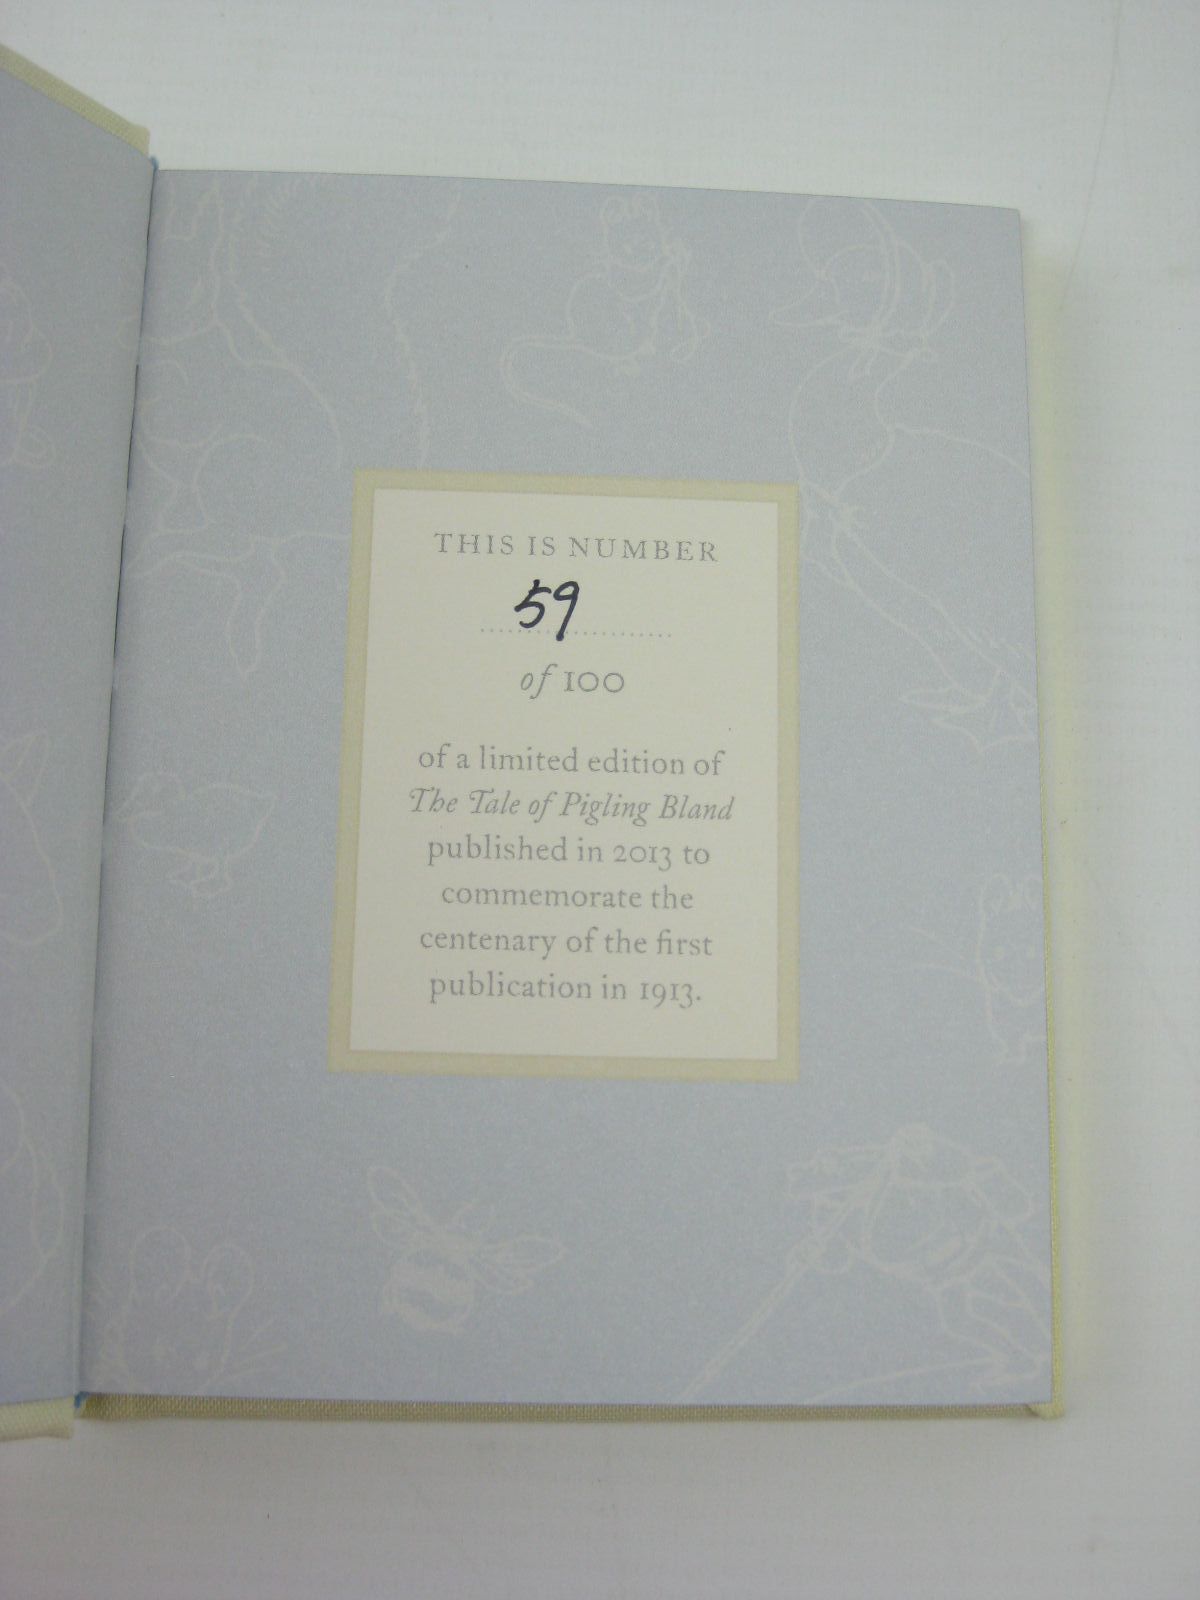 THIS IS NUMBER
59
of 100
of a limited edition of
The Tale of Pigling Bland
published in 2013 to
commemorate the
centenary of the first
publication in 1913.